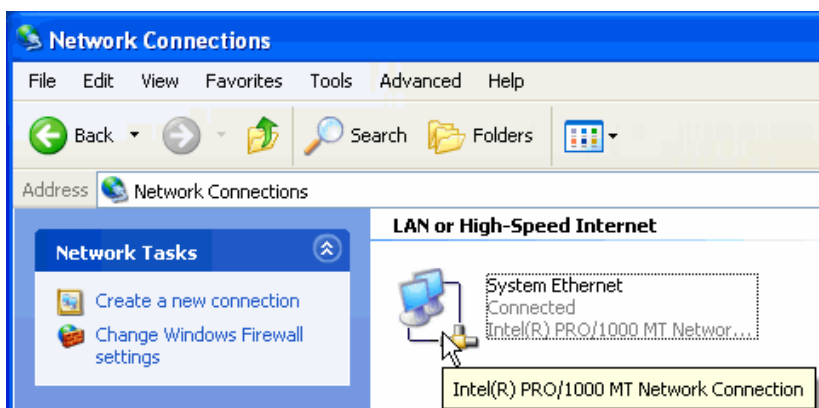 Network Connections
File Edit View Favorites Tools Advanced Help
Back Search Folders
Address Network Connections
Network Tasks
Create a new connection
Change Windows Firewall
settings
LAN or High-Speed Internet
System Ethernet
Connected
Intel(R) PRO/1000 MT Networ...
Intel(R) PRO/1000 MT Network Connection